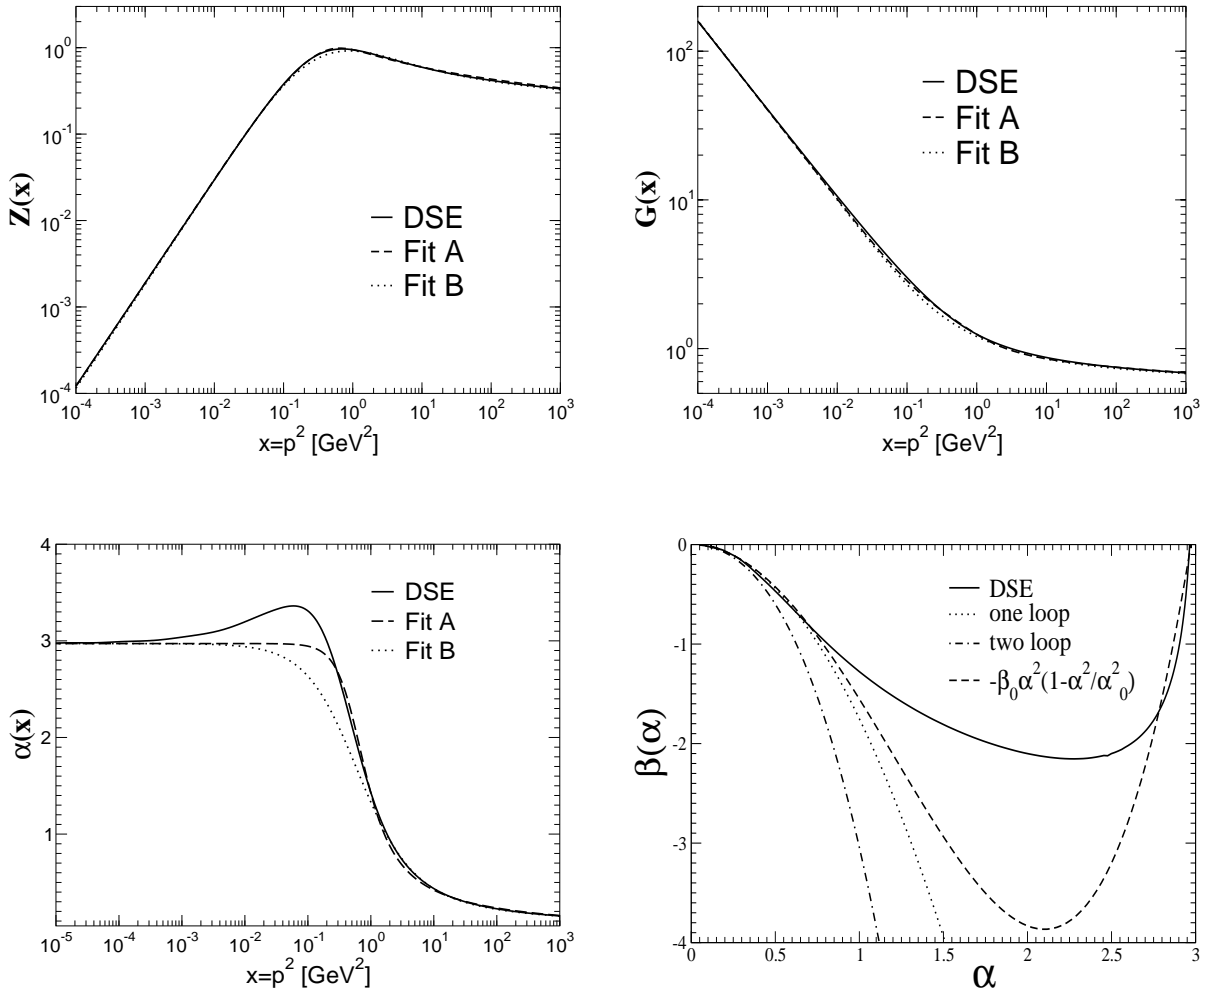 10^0
10^-1
10^-2
10^-3
10^-4
Z(x)
DSE
Fit A
Fit B
10^-4 10^-3 10^-2 10^-1 10^0 10^1 10^2 10^3
x=p^2 [GeV^2]
10^2
10^1
10^0
G(x)
DSE
Fit A
Fit B
10^-4 10^-3 10^-2 10^-1 10^0 10^1 10^2 10^3
x=p^2 [GeV^2]
4
3
2
1
α(x)
DSE
Fit A
Fit B
10^-5 10^-4 10^-3 10^-2 10^-1 10^0 10^1 10^2 10^3
x=p^2 [GeV^2]
0
-1
-2
-3
-4
β(α)
DSE
one loop
two loop
-β_0α^2(1-α^2/α^2_0)
0 0.5 1 1.5 2 2.5 3
α